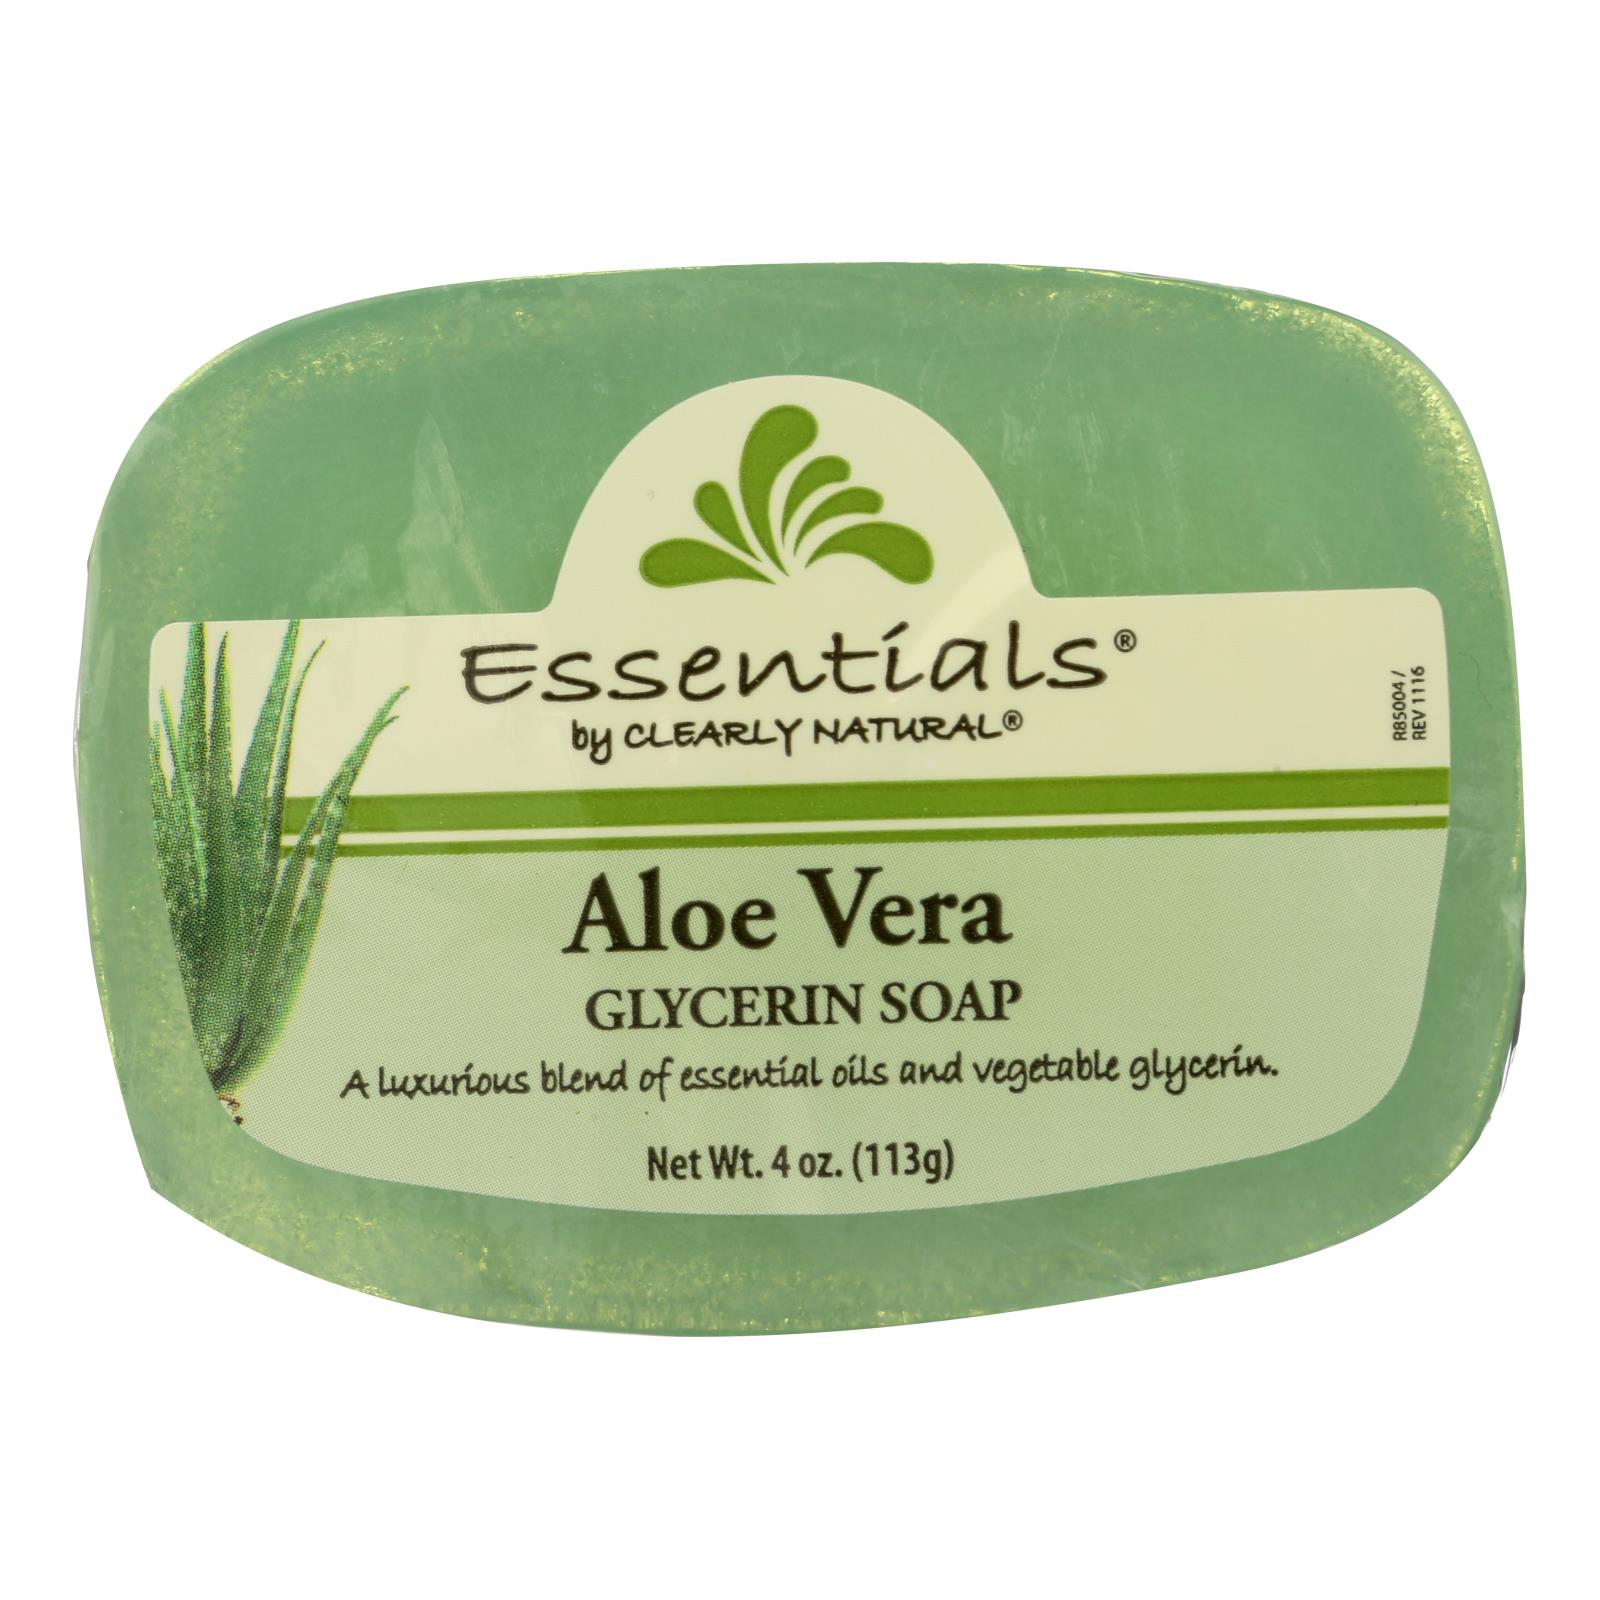 Essentials®
by CLEARLY NATURAL®
R85004 /
REV 1116
Aloe Vera
GLYCERIN SOAP
A luxurious blend of essential oils and vegetable glycerin.
Net Wt. 4 oz. (113g)